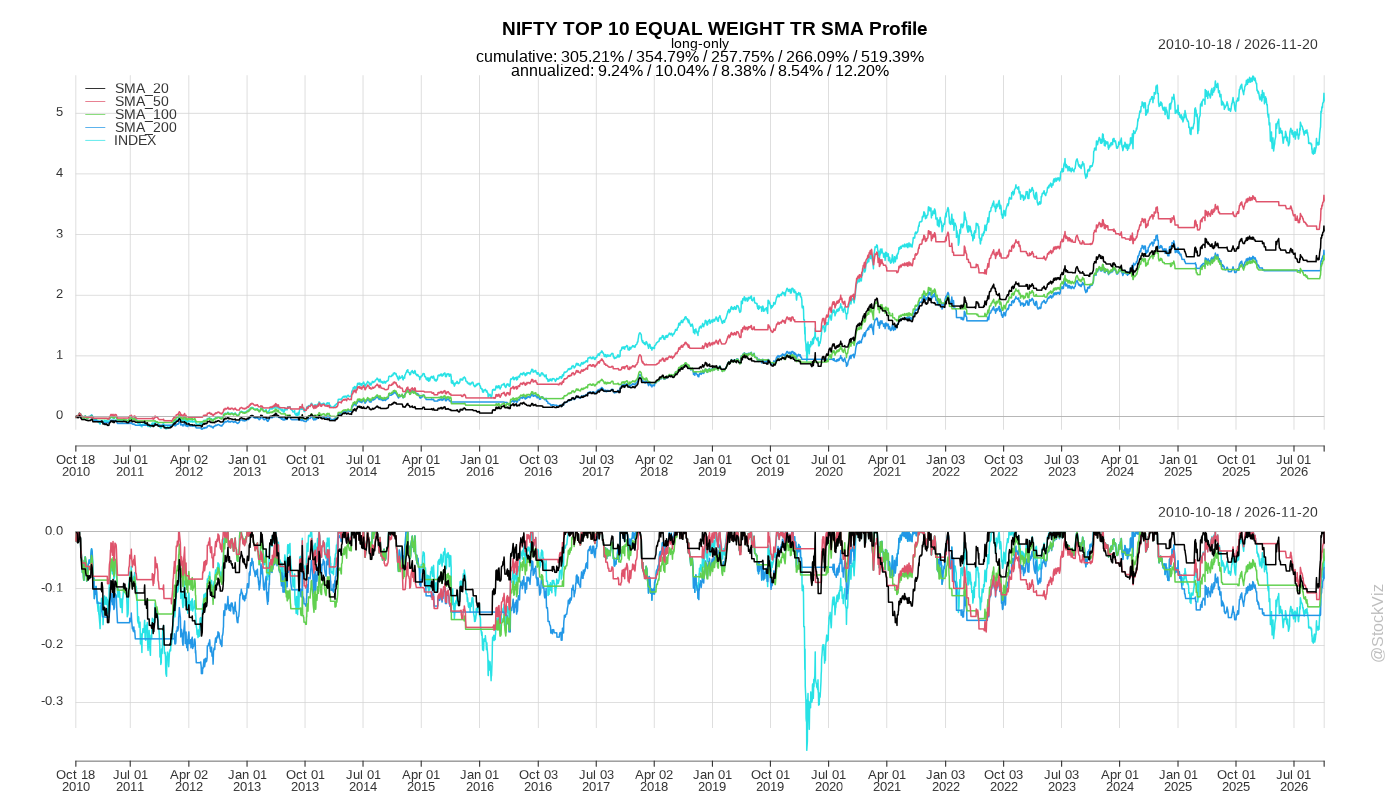 NIFTY TOP 10 EQUAL WEIGHT TR SMA Profile
long-only
cumulative: 305.21% / 354.79% / 257.75% / 266.09% / 519.39%
annualized: 9.24% / 10.04% / 8.38% / 8.54% / 12.20%
2010-10-18 / 2026-11-20
SMA_20
SMA_50
SMA_100
SMA_200
INDEX
5
4
3
2
1
0
Oct 18 Jul 01 Apr 02 Jan 01 Oct 01 Jul 01 Apr 01 Jan 01 Oct 03 Jul 03 Apr 02 Jan 01 Oct 01 Jul 01 Apr 01 Jan 03 Oct 03 Jul 03 Apr 01 Jan 01 Oct 01 Jul 01
2010 2011 2012 2013 2013 2014 2015 2016 2016 2017 2018 2019 2019 2020 2021 2022 2022 2023 2024 2025 2025 2026
2010-10-18 / 2026-11-20
0.0
-0.1
-0.2
-0.3
Oct 18 Jul 01 Apr 02 Jan 01 Oct 01 Jul 01 Apr 01 Jan 01 Oct 03 Jul 03 Apr 02 Jan 01 Oct 01 Jul 01 Apr 01 Jan 03 Oct 03 Jul 03 Apr 01 Jan 01 Oct 01 Jul 01
2010 2011 2012 2013 2013 2014 2015 2016 2016 2017 2018 2019 2019 2020 2021 2022 2022 2023 2024 2025 2025 2026
@StockViz